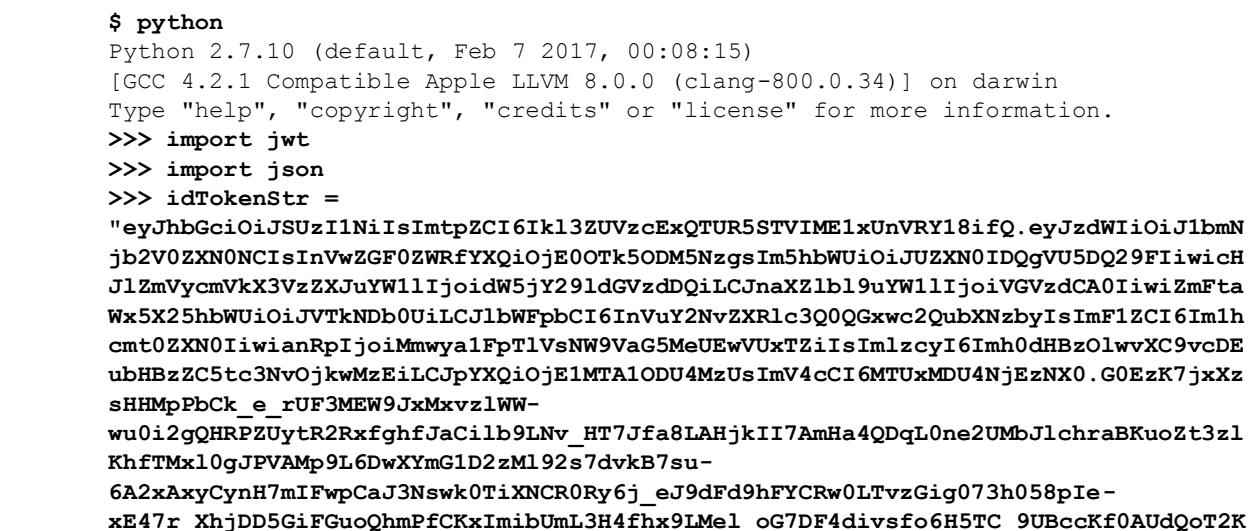 $ python
Python 2.7.10 (default, Feb 7 2017, 00:08:15)
[GCC 4.2.1 Compatible Apple LLVM 8.0.0 (clang-800.0.34)] on darwin
Type "help", "copyright", "credits" or "license" for more information.
>>> import jwt
>>> import json
>>> idTokenStr =
"eyJhbGciOiJSUzI1NiIsImtpZCI6Ikl3ZUVzcExQTUR5STVIME1xUnVRY18ifQ.eyJzdWIiOiJ1bmN
jb2V0ZXN0NCIsInVwZGF0ZWRfYXQiOjE0OTk5ODM5NzgsIm5hbWUiOiJUZXN0IDQgVU5DQ29FIiwicH
JlZmVycmVkX3VzZXJuYW1lIjoidW5jY29ldGVzdDQiLCJnaXZlbl9uYW1lIjoiVGVzdCA0IiwiZmFta
Wx5X25hbWUiOiJVTkNDb0UiLCJlbWFpbCI6InVuY2NvZXRlc3Q0QGxwc2QubXNzbyIsImF1ZCI6Im1h
cmt0ZXN0IiwianRpIjoiMmwya1FpTlVsNW9VaG5MeUEwVUxTZiIsImlzcyI6Imh0dHBzOlwvXC9vcDE
ubHBzZC5tc3NvOjkwMzEiLCJpYXQiOjE1MTA1ODU4MzUsImV4cCI6MTUxMDU4NjEzNX0.G0EzK7jxXz
sHHMpPbCk_e_rUF3MEW9JxMxvzlWW-
wu0i2gQHRPZUytR2RxfghfJaCilb9LNv_HT7Jfa8LAHjkII7AmHa4QDqL0ne2UMbJlchraBKuoZt3zl
KhfTMxl0gJPVAMp9L6DwXYmG1D2zMl92s7dvkB7su-
6A2xAxyCynH7mIFwpCaJ3Nswk0TiXNCR0Ry6j_eJ9dFd9hFYCRw0LTvzGig073h058pIe-
xE47r_XhjDD5GiFGuoQhmPfCKxImibUmL3H4fhx9LMel_oG7DF4divsfo6H5TC_9UBccKf0AUdQoT2K